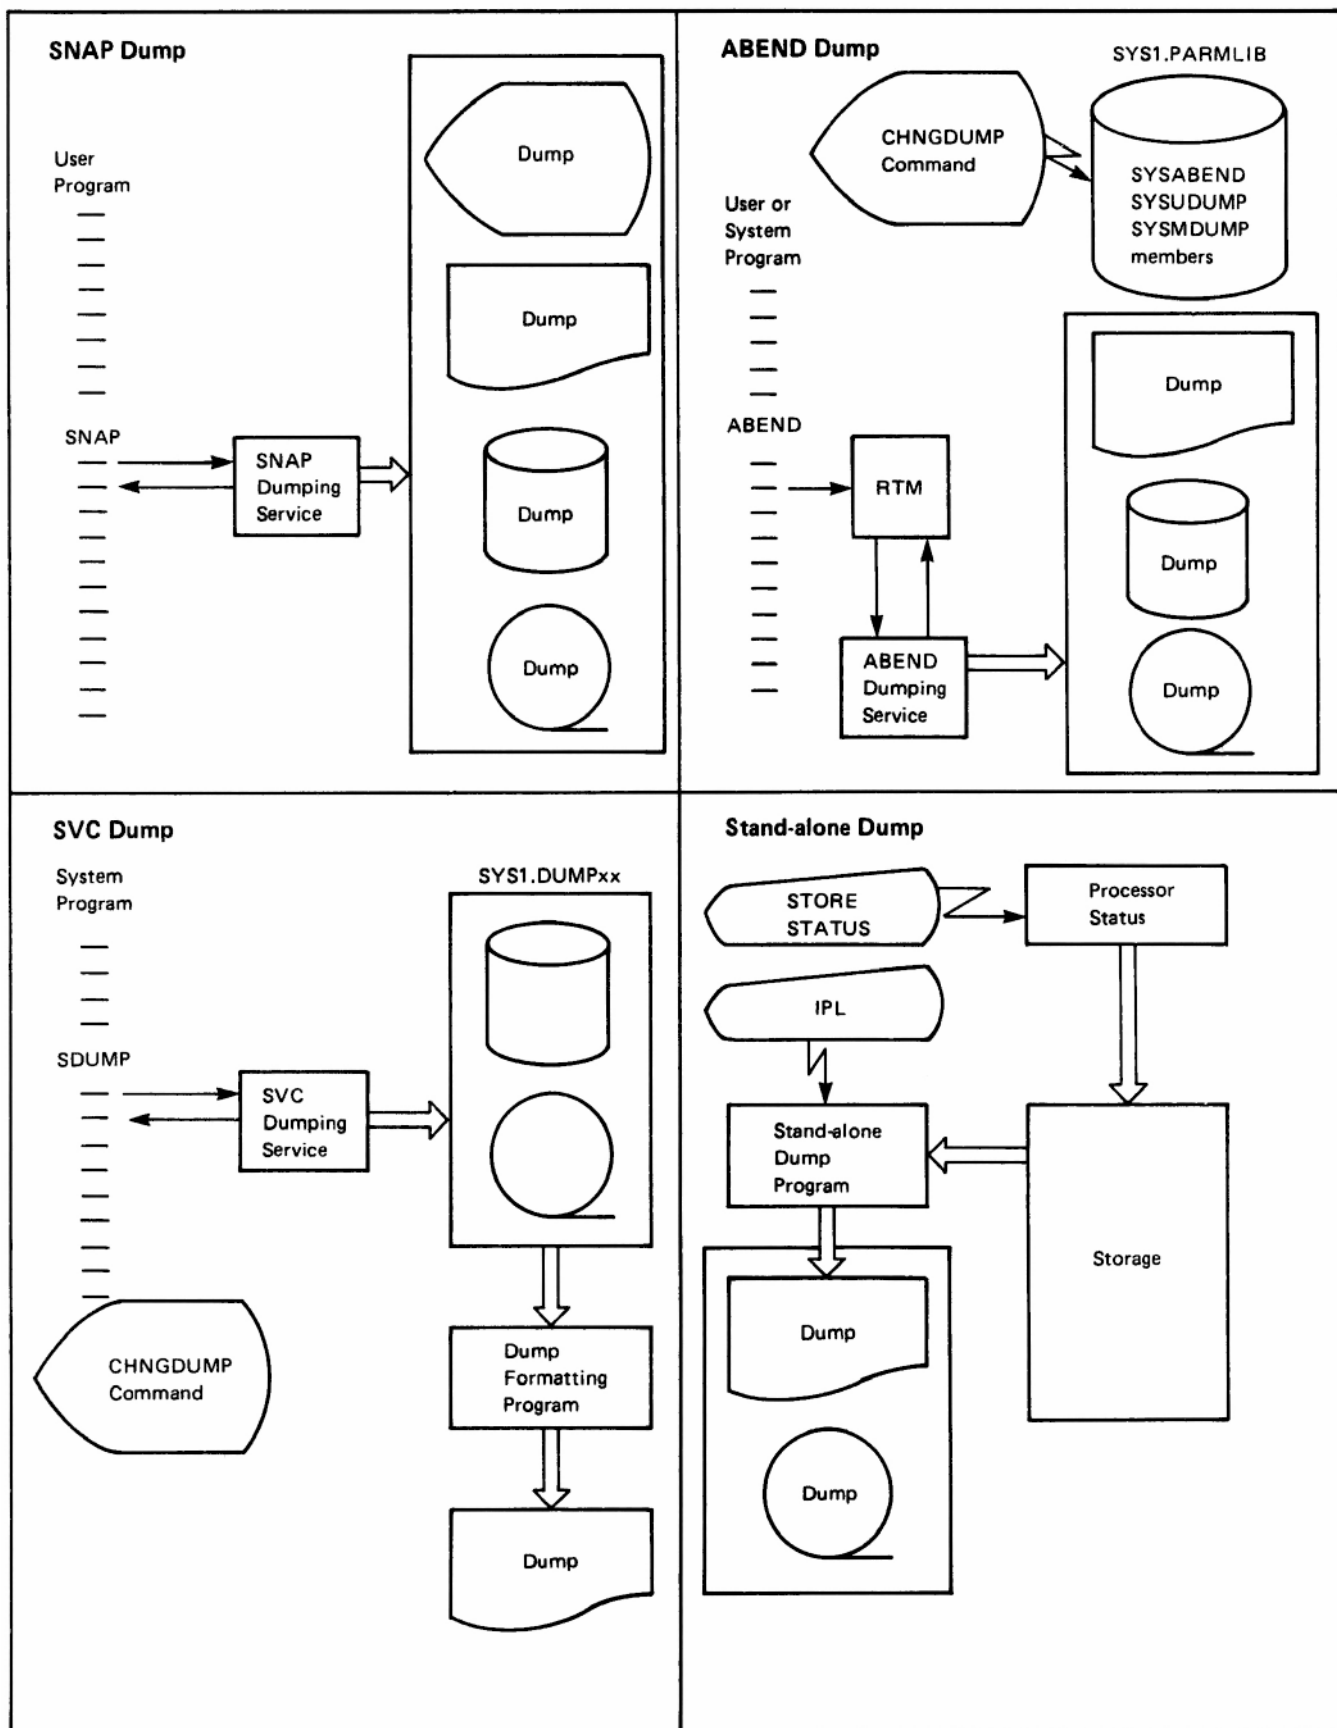 SNAP Dump
User
Program
SNAP
SNAP
Dumping
Service
Dump
Dump
Dump
Dump
ABEND Dump
SYS1.PARMLIB
CHNGDUMP
Command
SYSABEND
SYSUDUMP
SYSMDUMP
members
User or
System
Program
ABEND
RTM
ABEND
Dumping
Service
Dump
Dump
Dump
SVC Dump
System
Program
SYS1.DUMPxx
SDUMP
SVC
Dumping
Service
CHNGDUMP
Command
Dump
Formatting
Program
Dump
Stand-alone Dump
STORE
STATUS
Processor
Status
IPL
Stand-alone
Dump
Program
Storage
Dump
Dump